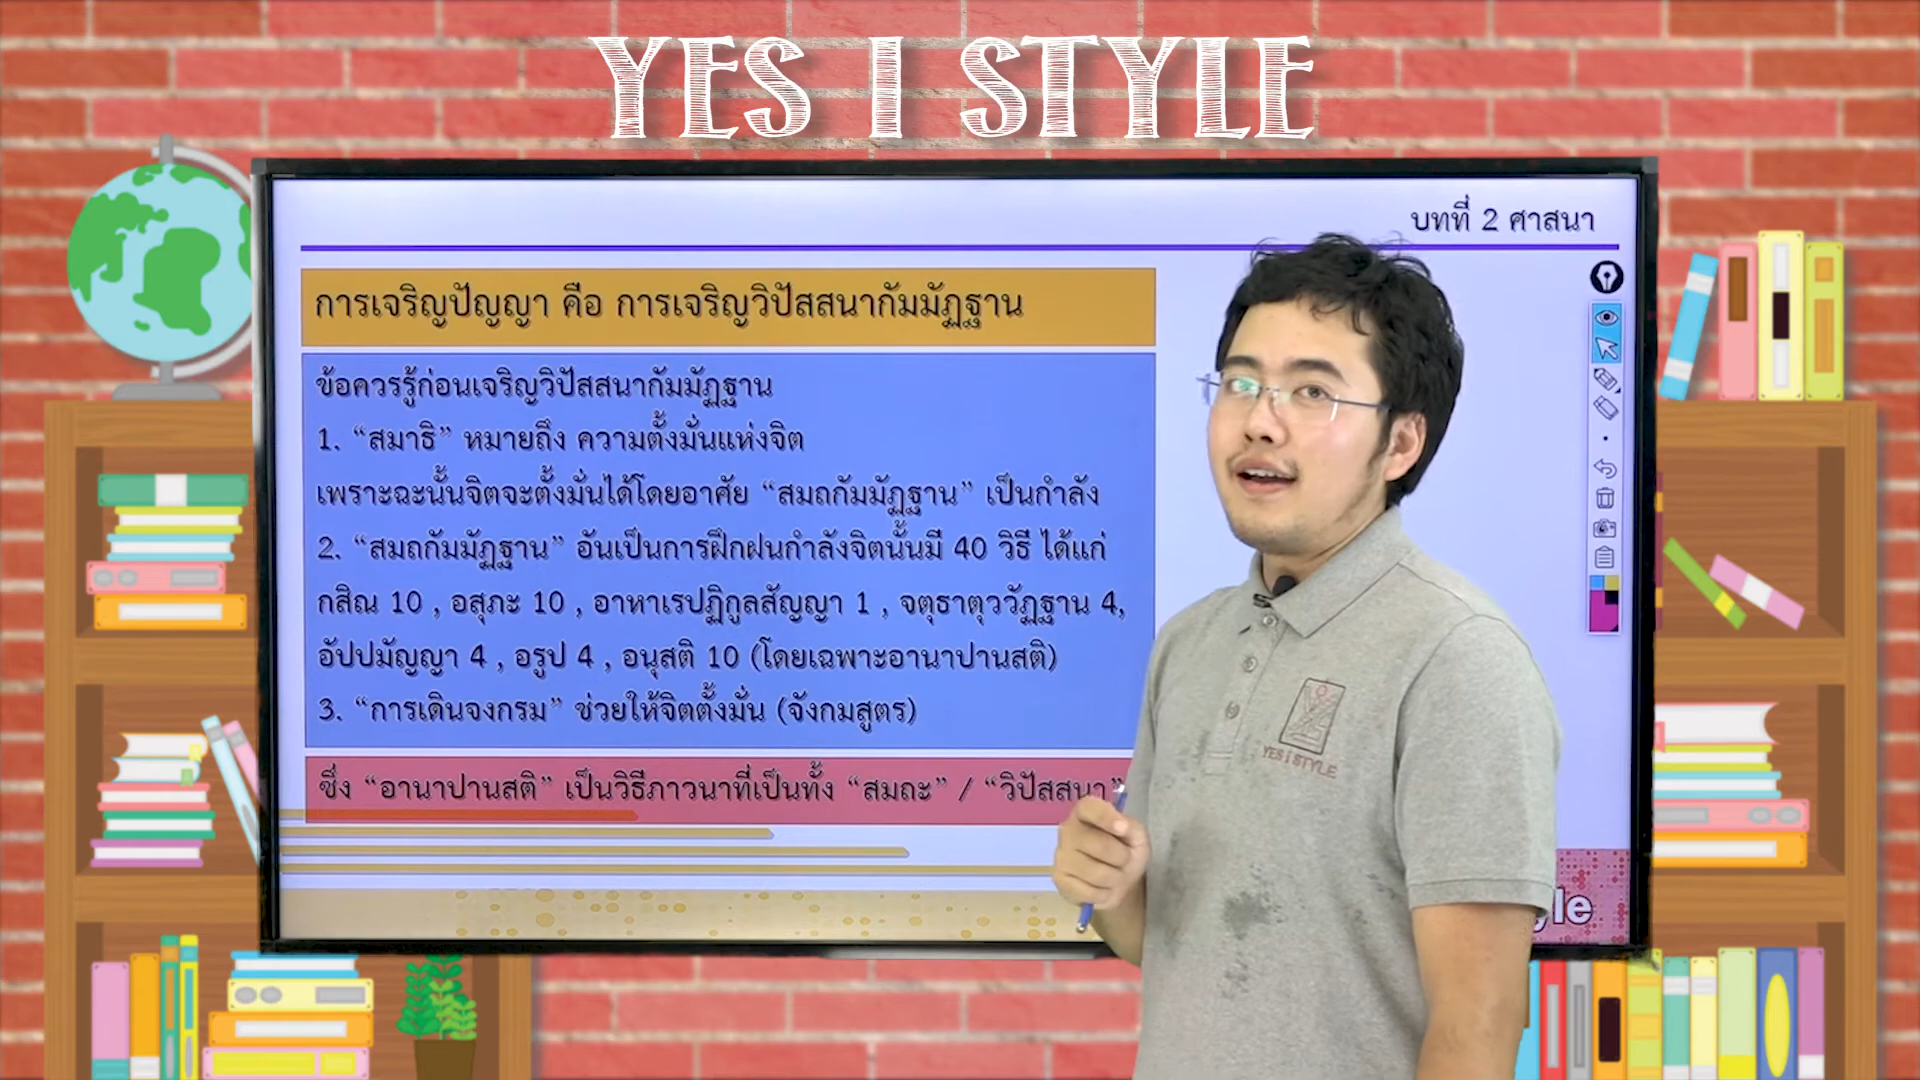 YES I STYLE
บทที่ 2 ศาสนา
การเจริญปัญญา คือ การเจริญวิปัสสนากัมมัฏฐาน
ข้อควรรู้ก่อนเจริญวิปัสสนากัมมัฏฐาน
1. “สมาธิ” หมายถึง ความตั้งมั่นแห่งจิต
เพราะฉะนั้นจิตจะตั้งมั่นได้โดยอาศัย “สมถกัมมัฏฐาน” เป็นกำลัง
2. “สมถกัมมัฏฐาน” อันเป็นการฝึกฝนกำลังจิตนั้นมี 40 วิธี ได้แก่
กสิณ 10 , อสุภะ 10 , อาหาเรปฏิกูลสัญญา 1 , จตุธาตุววัฏฐาน 4,
อัปปมัญญา 4 , อรูป 4 , อนุสติ 10 (โดยเฉพาะอานาปานสติ)
3. “การเดินจงกรม” ช่วยให้จิตตั้งมั่น (จังกมสูตร)
ซึ่ง “อานาปานสติ” เป็นวิธีภาวนาที่เป็นทั้ง “สมถะ” / “วิปัสสนา”
YES I STYLE